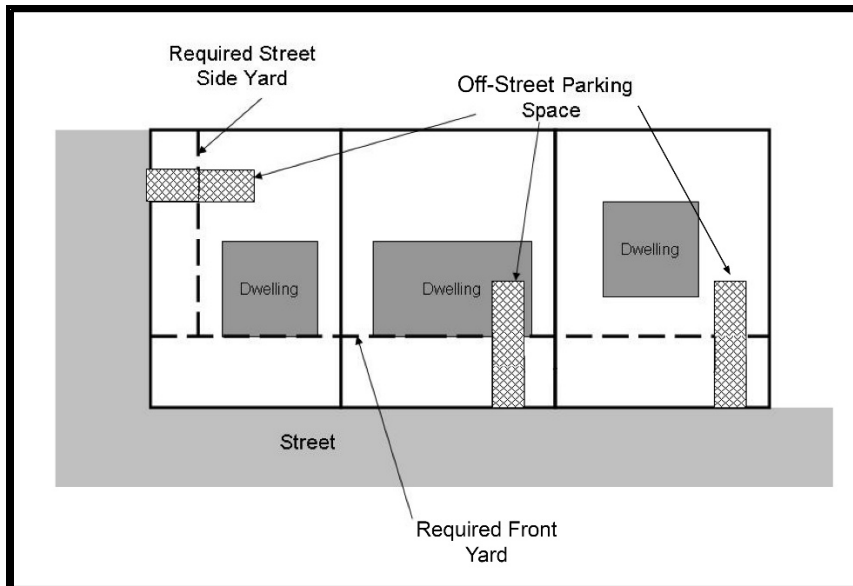 Required Street
Side Yard
Off-Street Parking
Space
Dwelling
Dwelling
Dwelling
Street
Required Front
Yard